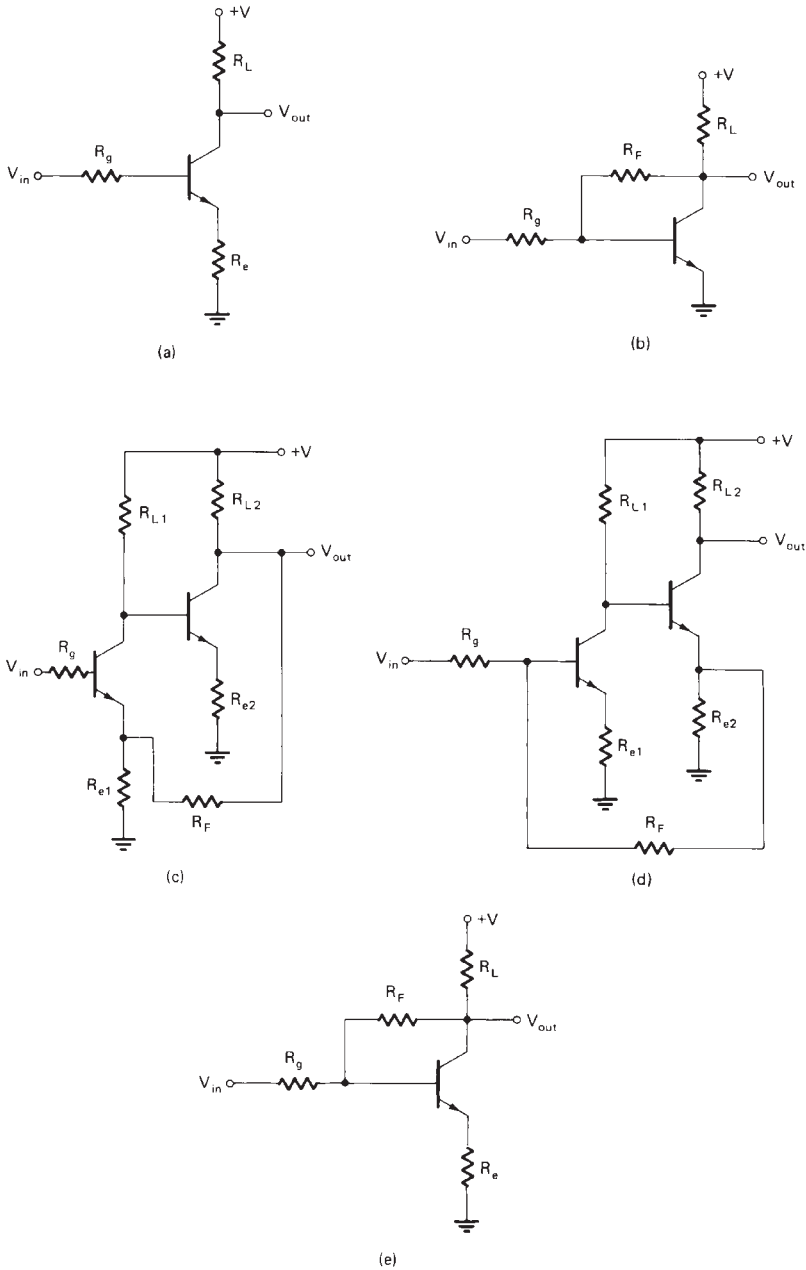 +V
R_L
V_out
R_g
V_in
R_e
(a)
+V
R_L
R_F
V_out
R_g
V_in
(b)
+V
R_L1
R_L2
V_out
R_g
V_in
R_e2
R_e1
R_F
(c)
+V
R_L1
R_L2
V_out
R_g
V_in
R_e2
R_e1
R_F
(d)
+V
R_L
R_F
V_out
R_g
V_in
R_e
(e)